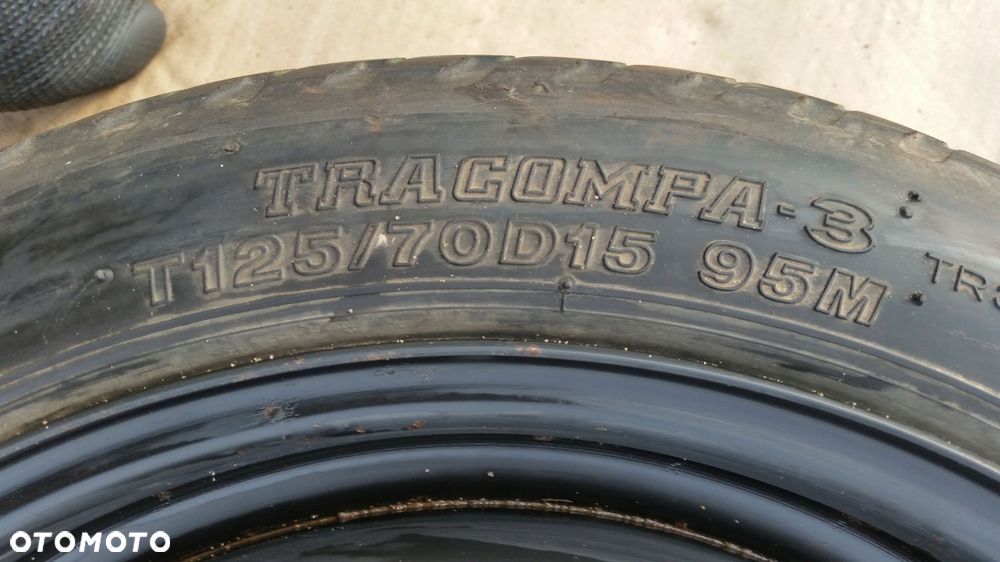 TRACOMPA-3
T125/70D15 95M
OTOMOTO